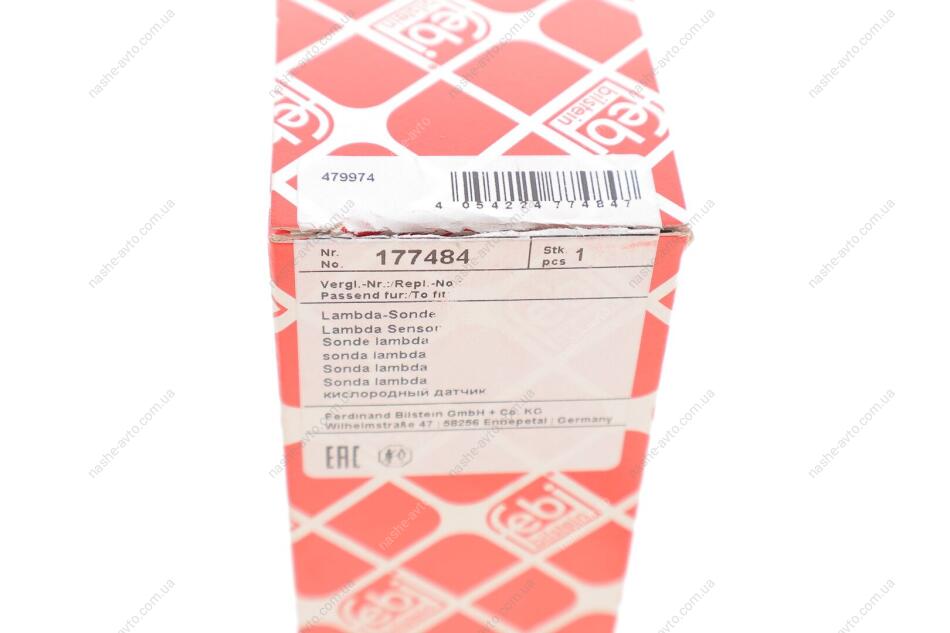 febi
bilstein
febi
bilstein
febi
479974
4 054224 774847
Nr.
No.
177484
Stk.
pcs
1
Vergl.-Nr.:/Repl.-No
Passend fur:/To fit:
Lambda-Sonde
Lambda Sensor
Sonde lambda
sonda lambda
Sonda lambda
Sonda lambda
кислородный датчик
Ferdinand Bilstein GmbH + Co. KG
Wilhelmstraße 47 | 58256 Ennepetal | Germany
EAC
febi
bilstein
febi
nashe-avto.com.ua